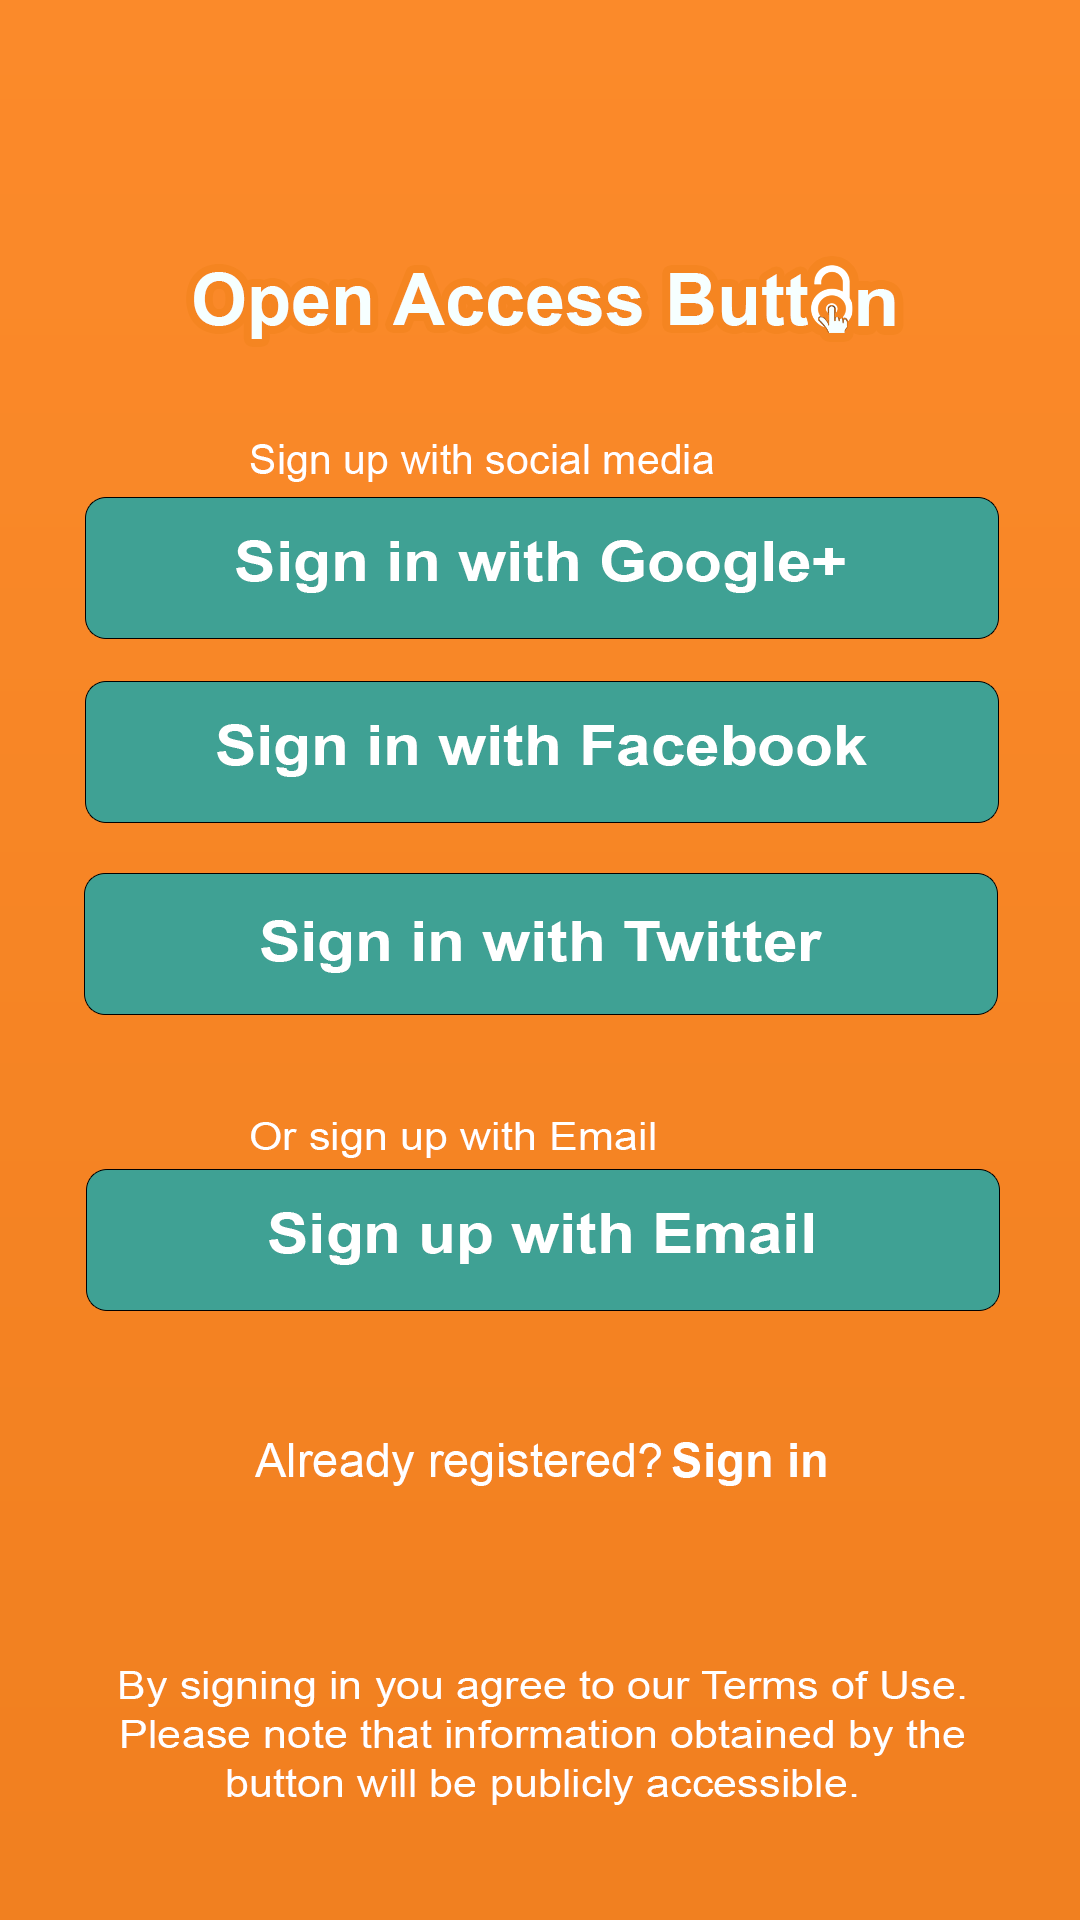 Open Access Button
Sign up with social media
Sign in with Google+
Sign in with Facebook
Sign in with Twitter
Or sign up with Email
Sign up with Email
Already registered? Sign in
By signing in you agree to our Terms of Use.
Please note that information obtained by the
button will be publicly accessible.